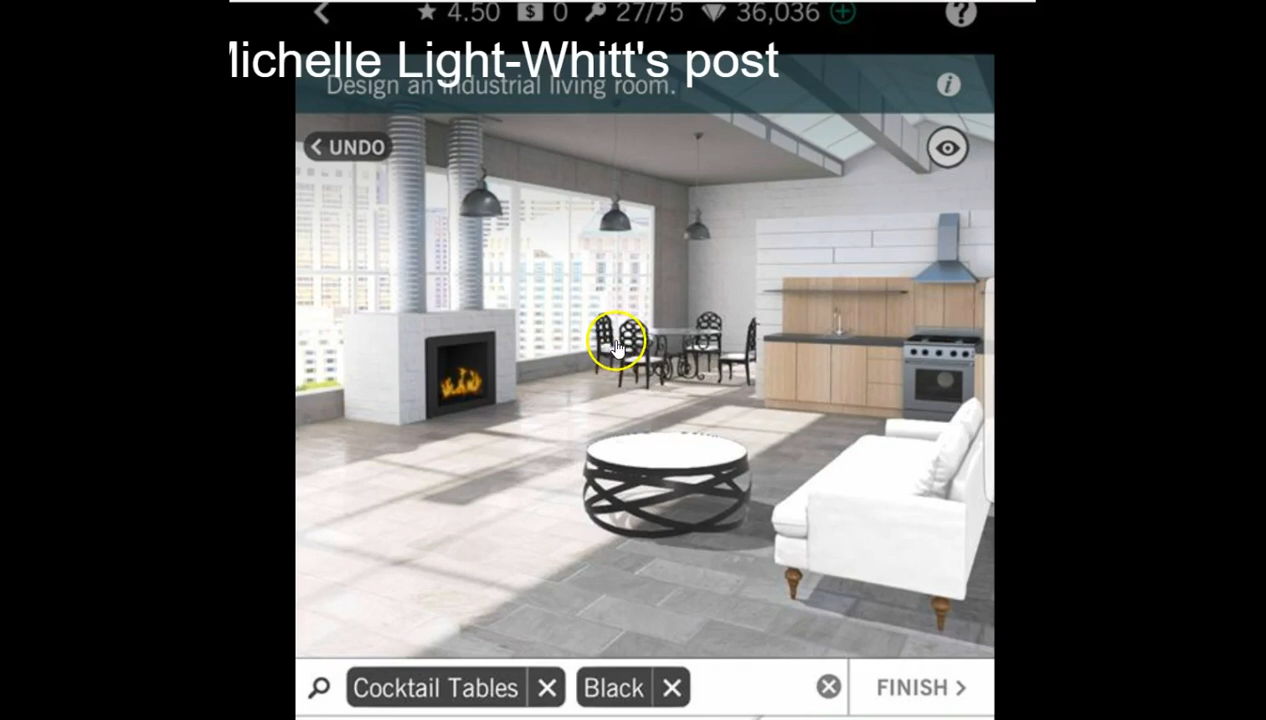 4.50 $ 0 27/75 36,036 ?
Michelle Light-Whitt's post
Design an industrial living room. i
< UNDO
Cocktail Tables X Black X
FINISH >